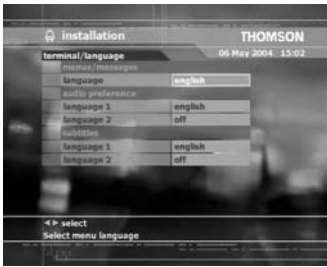 installation THOMSON
terminal/language 06 May 2004 15:02
menus/messages
language english
audio preference
language 1 english
language 2 off
subtitles
language 1 english
language 2 off
◄► select
Select menu language